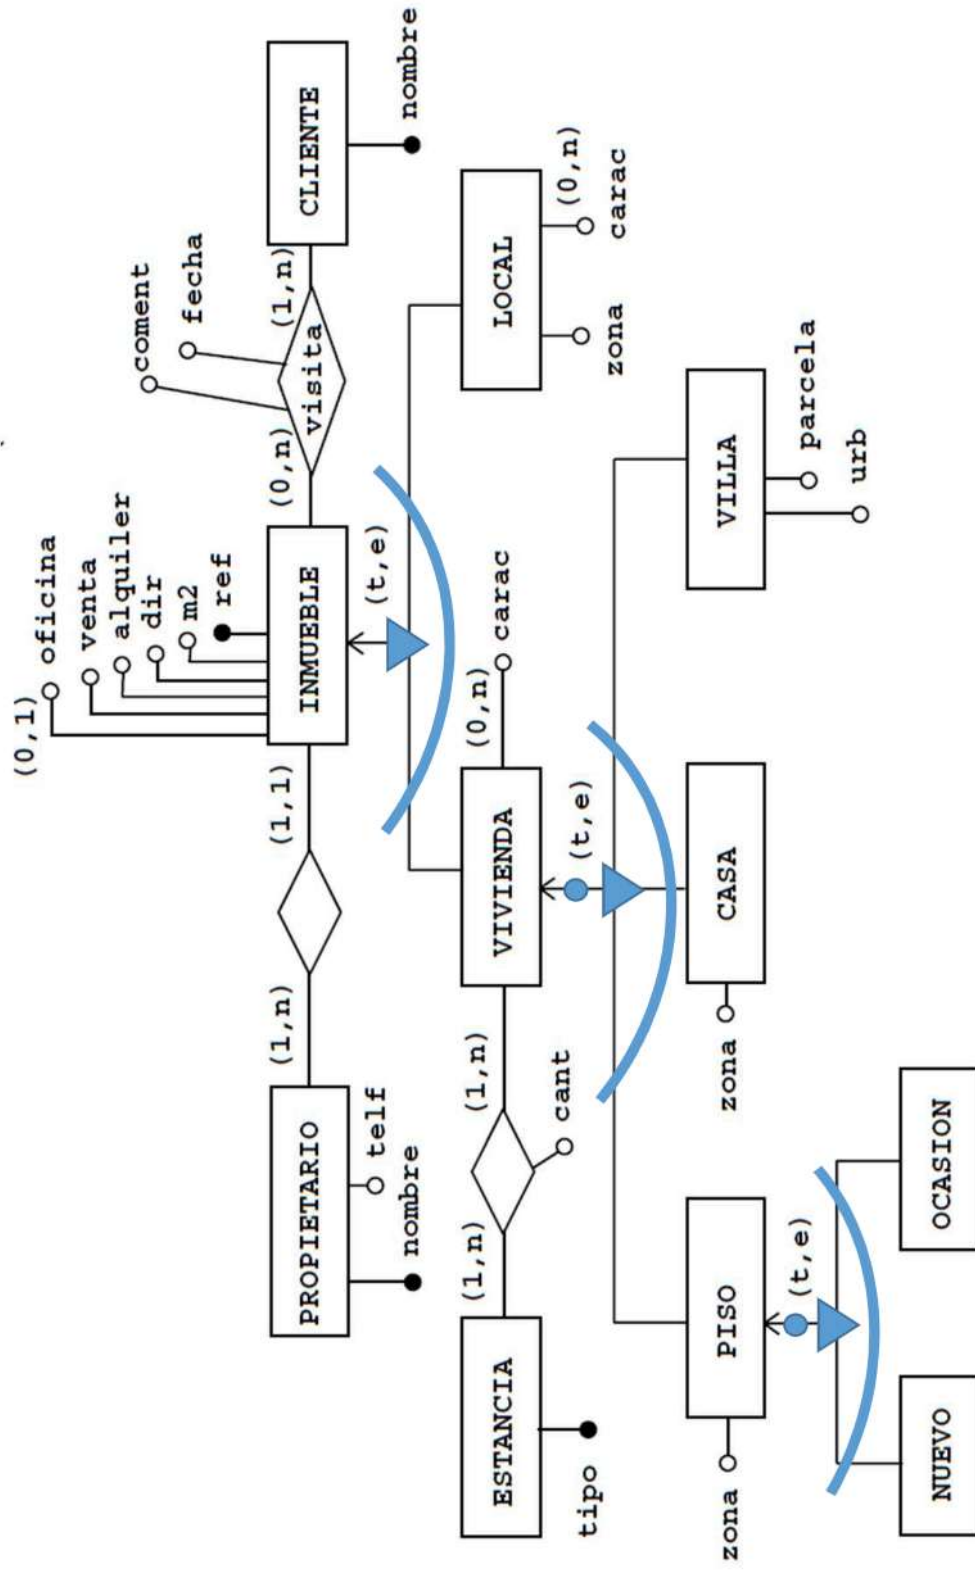 (0,1)
oficina
venta
alquiler
dir
m2
ref
coment
fecha
PROPIETARIO
(1,n)
(1,1)
INMUEBLE
(0,n)
visita
(1,n)
CLIENTE
telf
nombre
nombre
(t,e)
ESTANCIA
(1,n)
(1,n)
cant
VIVIENDA
(0,n)
carac
LOCAL
(0,n)
zona
carac
tipo
(t,e)
zona
PISO
zona
CASA
VILLA
parcela
urb
(t,e)
NUEVO
OCASION